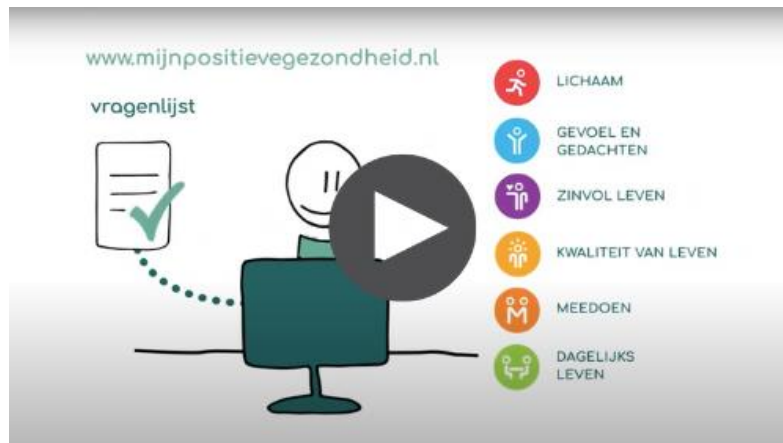 www.mijnpositievegezondheid.nl
vragenlijst
LICHAAM
GEVOEL EN
GEDACHTEN
ZINVOL LEVEN
KWALITEIT VAN LEVEN
MEEDOEN
DAGELIJKS
LEVEN